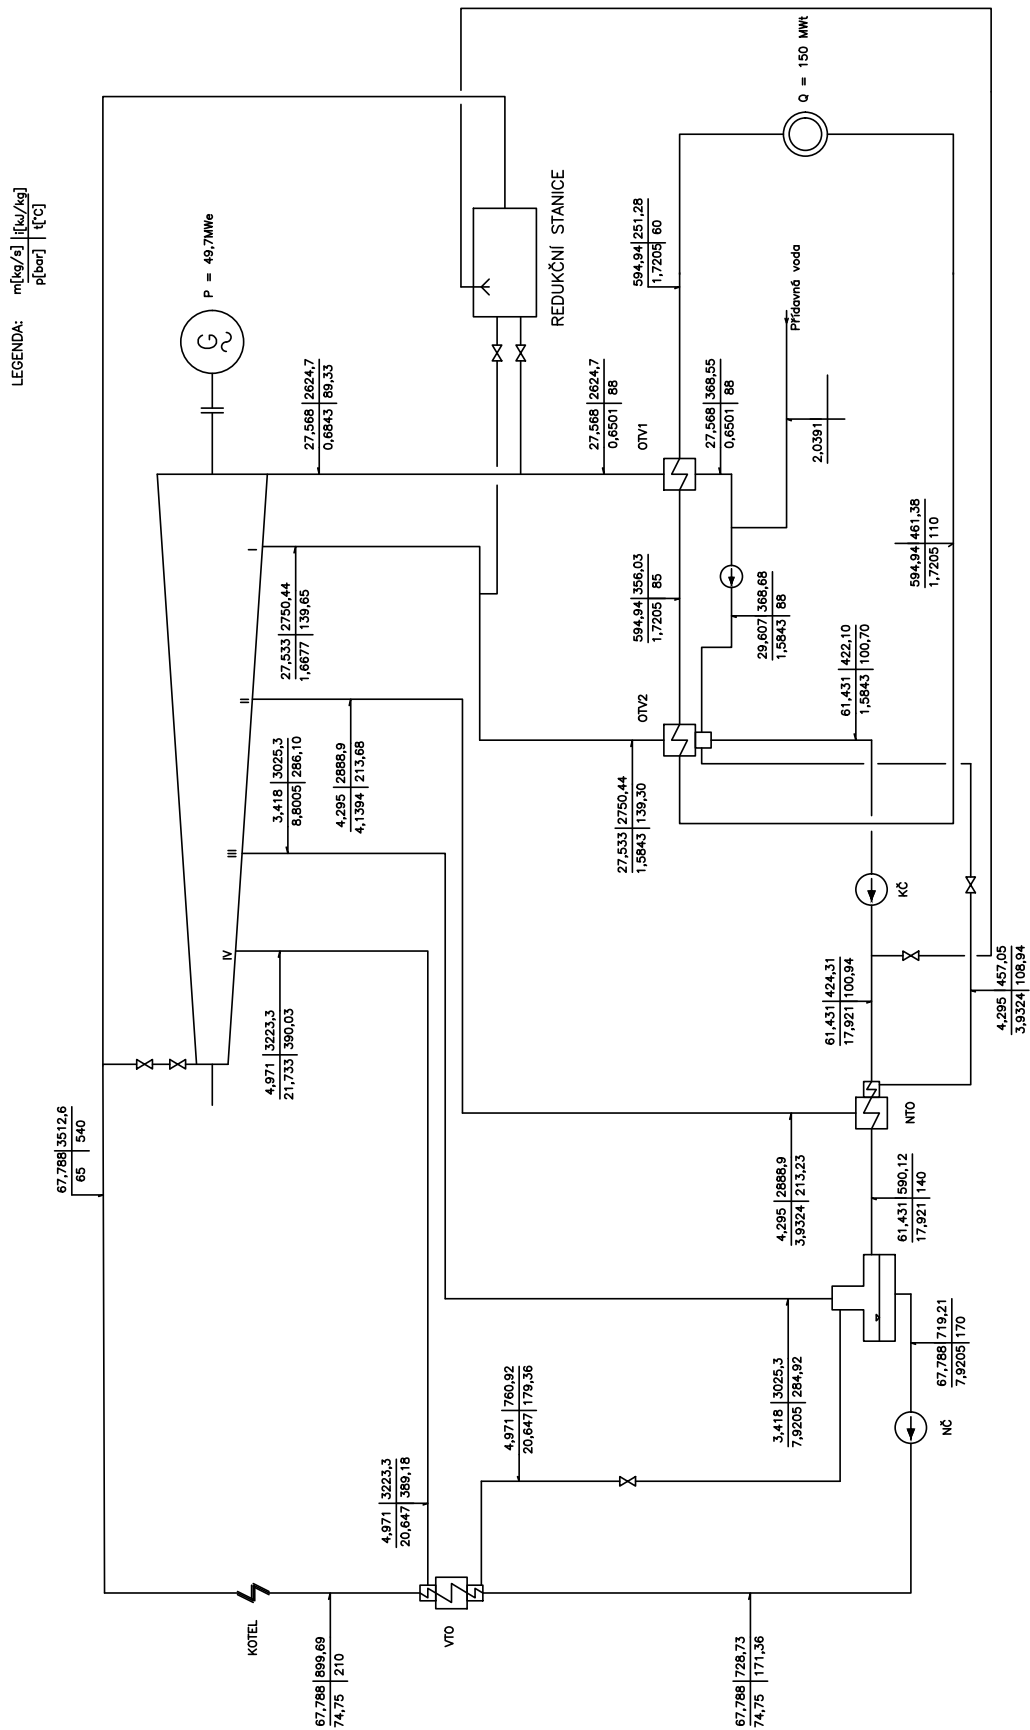 LEGENDA:
m[kg/s] i[kJ/kg]
p[bar] t[°C]
G
P = 49,7MWe
REDUKČNÍ STANICE
Q = 150 MWt
27,568 2624,7
0,6843 89,33
27,568 2624,7
0,6501 88
OTV1
27,568 368,55
0,6501 88
594,94 251,28
1,7205 60
Přídavná voda
2,0391
594,94 461,38
1,7205 110
594,94 356,03
1,7205 85
29,607 368,68
1,5843 88
OTV2
61,431 422,10
1,5843 100,70
I
27,533 2750,44
1,6677 139,65
27,533 2750,44
1,5843 139,30
II
4,295 2888,9
4,1394 213,68
III
3,418 3025,3
8,8005 286,10
IV
4,971 3223,3
21,733 390,03
KČ
61,431 424,31
17,921 100,94
4,295 457,05
3,9324 108,94
NTO
4,295 2888,9
3,9324 213,23
61,431 590,12
17,921 140
67,788 3512,6
65 540
3,418 3025,3
7,9205 284,92
67,788 719,21
7,9205 170
NČ
4,971 760,92
20,647 179,36
4,971 3223,3
20,647 389,18
VTO
KOTEL
67,788 899,69
74,75 210
67,788 728,73
74,75 171,36